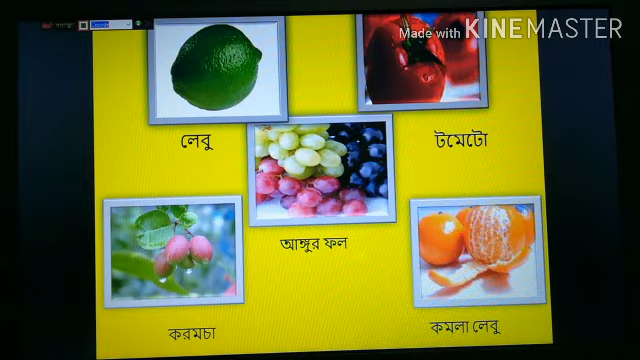 Made with KINEMASTER
লেবু
টমেটো
আঙ্গুর ফল
করমচা
কমলা লেবু